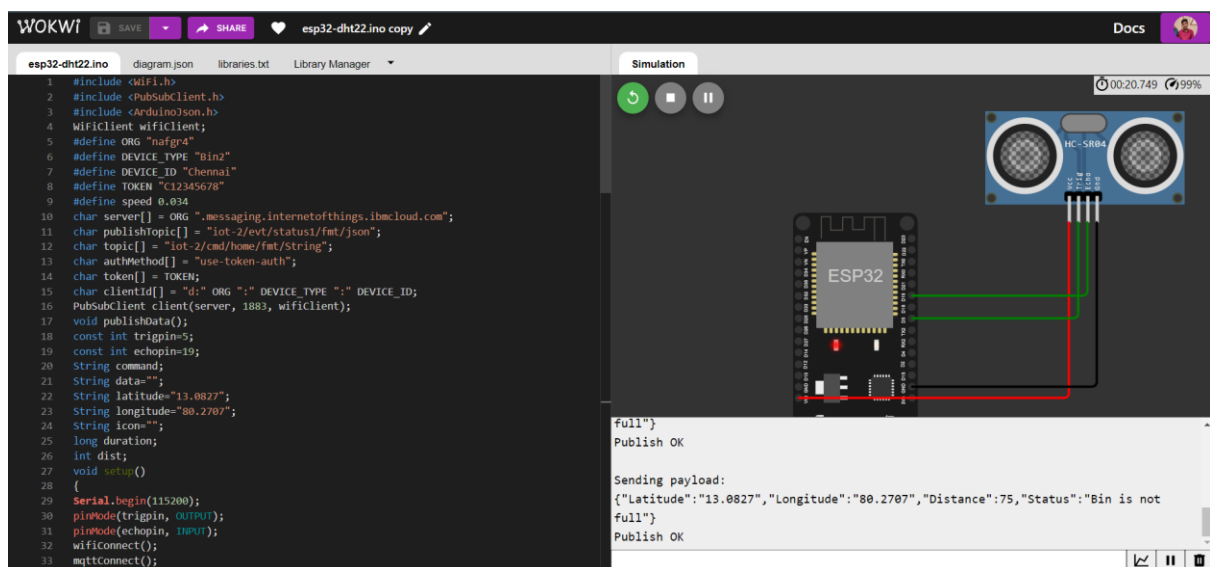 WOKWI SAVE SHARE esp32-dht22.ino copy Docs
esp32-dht22.ino diagram.json libraries.txt Library Manager
1 #include <WiFi.h>
2 #include <PubSubClient.h>
3 #include <ArduinoJson.h>
4 WiFiClient wifiClient;
5 #define ORG "nafgr4"
6 #define DEVICE_TYPE "Bin2"
7 #define DEVICE_ID "Chennai"
8 #define TOKEN "C12345678"
9 #define speed 0.034
10 char server[] = ORG ".messaging.internetofthings.ibmcloud.com";
11 char publishTopic[] = "iot-2/evt/status1/fmt/json";
12 char topic[] = "iot-2/cmd/home/fmt/String";
13 char authMethod[] = "use-token-auth";
14 char token[] = TOKEN;
15 char clientId[] = "d:" ORG ":" DEVICE_TYPE ":" DEVICE_ID;
16 PubSubClient client(server, 1883, wifiClient);
17 void publishData();
18 const int trigpin=5;
19 const int echopin=19;
20 String command;
21 String data="";
22 String latitude="13.0827";
23 String longitude="80.2707";
24 String icon="";
25 long duration;
26 int dist;
27 void setup()
28 {
29 Serial.begin(115200);
30 pinMode(trigpin, OUTPUT);
31 pinMode(echopin, INPUT);
32 wifiConnect();
33 mqttConnect();
Simulation
00:20.749 99%
HC-SR04
Vcc
Trig
Echo
Gnd
ESP32
full"}
Publish OK
Sending payload:
{"Latitude":"13.0827","Longitude":"80.2707","Distance":75,"Status":"Bin is not
full"}
Publish OK